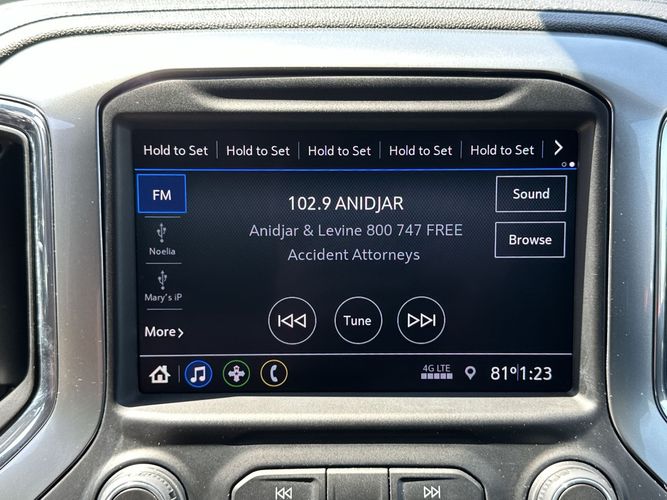 Hold to Set Hold to Set Hold to Set Hold to Set Hold to Set
FM
102.9 ANIDJAR
Sound
Anidjar & Levine 800 747 FREE
Browse
Noelia
Accident Attorneys
Mary's iP
More
Tune
4G LTE
81° 1:23